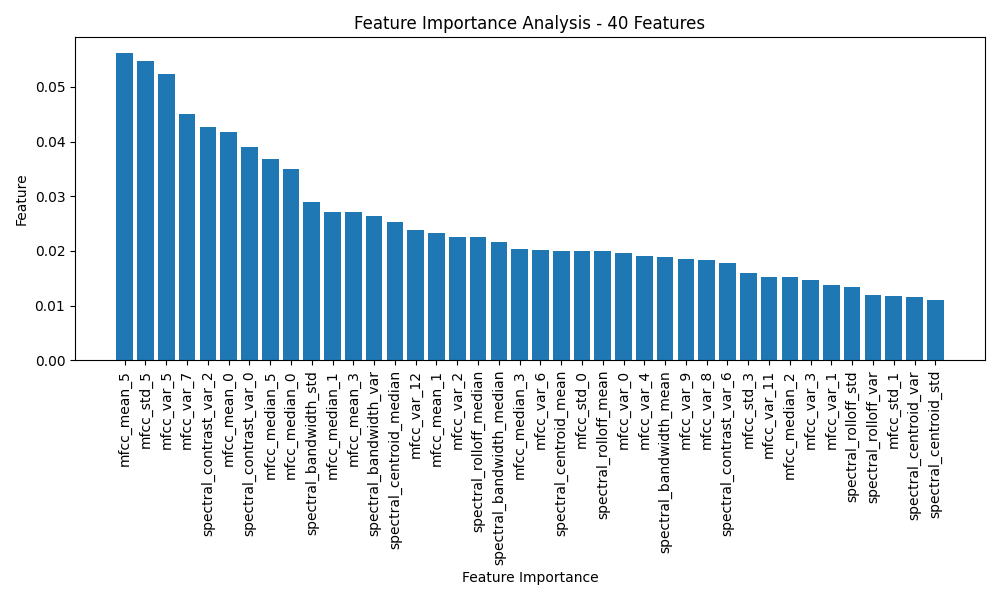 Feature Importance Analysis - 40 Features
Feature
0.05
0.04
0.03
0.02
0.01
0.00
mfcc_mean_5
mfcc_std_5
mfcc_var_5
mfcc_var_7
spectral_contrast_var_2
mfcc_mean_0
spectral_contrast_var_0
mfcc_median_5
mfcc_median_0
spectral_bandwidth_std
mfcc_median_1
mfcc_mean_3
spectral_bandwidth_var
spectral_centroid_median
mfcc_var_12
mfcc_mean_1
mfcc_var_2
spectral_rolloff_median
spectral_bandwidth_median
mfcc_median_3
mfcc_var_6
spectral_centroid_mean
mfcc_std_0
spectral_rolloff_mean
mfcc_var_0
mfcc_var_4
spectral_bandwidth_mean
mfcc_var_9
mfcc_var_8
spectral_contrast_var_6
mfcc_std_3
mfcc_var_11
mfcc_median_2
mfcc_var_3
mfcc_var_1
spectral_rolloff_std
spectral_rolloff_var
mfcc_std_1
spectral_centroid_var
spectral_centroid_std
Feature Importance